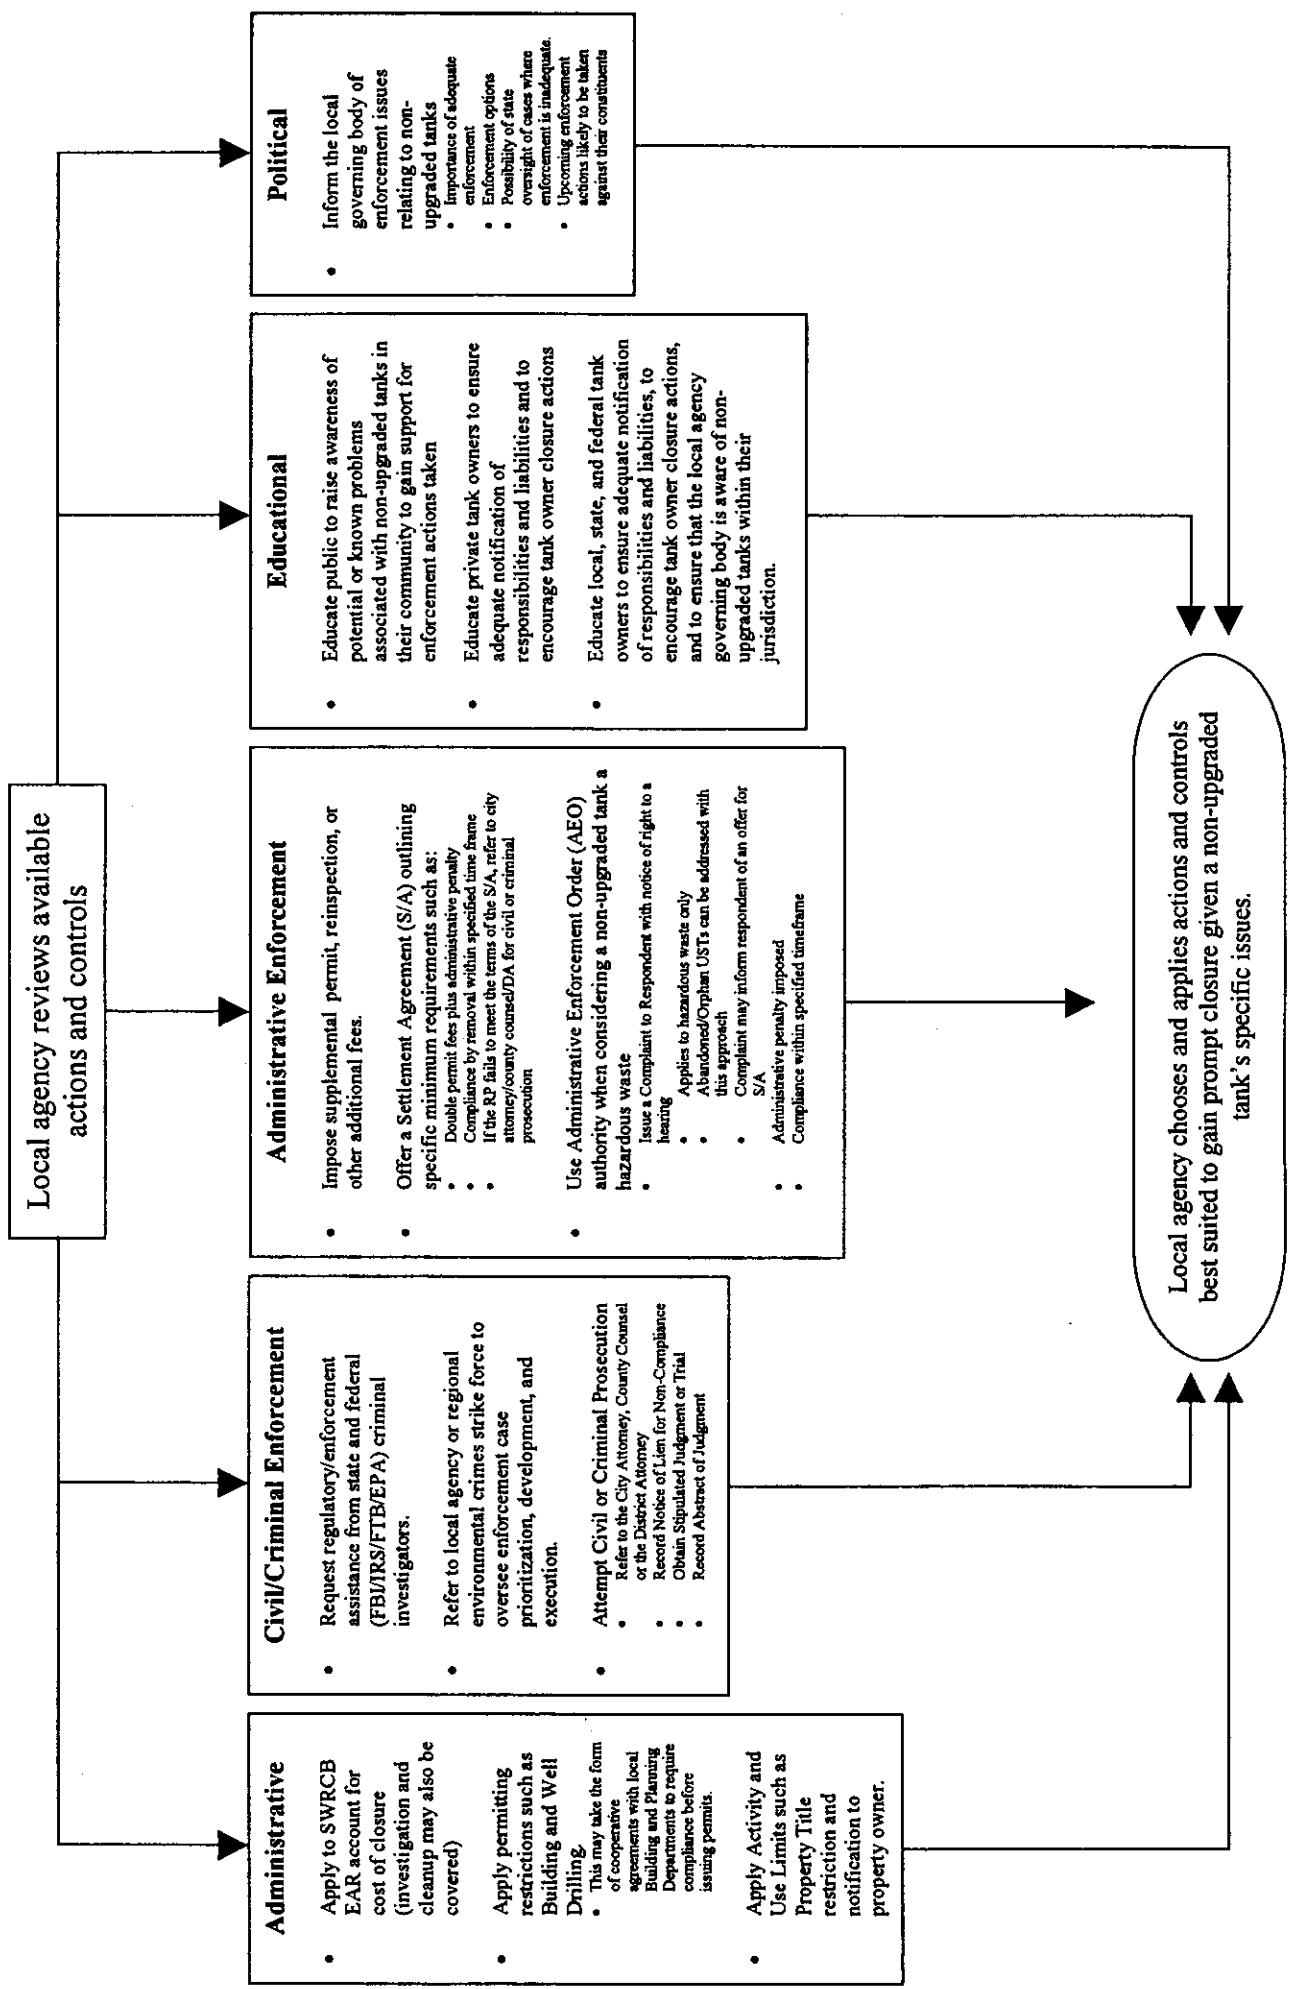 Local agency reviews available
actions and controls
Administrative
• Apply to SWRCB
EAR account for
cost of closure
(investigation and
cleanup may also be
covered)
• Apply permitting
restrictions such as
Building and Well
Drilling.
• This may take the form
of cooperative
agreements with local
Building and Planning
Departments to require
compliance before
issuing permits.
• Apply Activity and
Use Limits such as
Property Title
restriction and
notification to
property owner.
Civil/Criminal Enforcement
• Request regulatory/enforcement
assistance from state and federal
(FBI/IRS/FTB/EPA) criminal
investigators.
• Refer to local agency or regional
environmental crimes strike force to
oversee enforcement case
prioritization, development, and
execution.
• Attempt Civil or Criminal Prosecution
• Refer to the City Attorney, County Counsel
or the District Attorney
• Record Notice of Lien for Non-Compliance
• Obtain Stipulated Judgment or Trial
• Record Abstract of Judgment
Administrative Enforcement
• Impose supplemental permit, reinspection, or
other additional fees.
• Offer a Settlement Agreement (S/A) outlining
specific minimum requirements such as:
• Double permit fees plus administrative penalty
• Compliance by removal within specified time frame
• If the RP fails to meet the terms of the S/A, refer to city
attorney/county counsel/DA for civil or criminal
prosecution
• Use Administrative Enforcement Order (AEO)
authority when considering a non-upgraded tank a
hazardous waste
• Issue a Complaint to Respondent with notice of right to a
hearing
• Applies to hazardous waste only
• Abandoned/Orphan USTs can be addressed with
this approach
• Complaint may inform respondent of an offer for
S/A
• Administrative penalty imposed
• Compliance within specified timeframe
Educational
• Educate public to raise awareness of
potential or known problems
associated with non-upgraded tanks in
their community to gain support for
enforcement actions taken
• Educate private tank owners to ensure
adequate notification of
responsibilities and liabilities and to
encourage tank owner closure actions
• Educate local, state, and federal tank
owners to ensure adequate notification
of responsibilities and liabilities, to
encourage tank owner closure actions,
and to ensure that the local agency
governing body is aware of non-
upgraded tanks within their
jurisdiction.
Political
• Inform the local
governing body of
enforcement issues
relating to non-
upgraded tanks
• Importance of adequate
enforcement
• Enforcement options
• Possibility of state
oversight of cases where
enforcement is inadequate.
• Upcoming enforcement
actions likely to be taken
against their constituents
Local agency chooses and applies actions and controls
best suited to gain prompt closure given a non-upgraded
tank's specific issues.